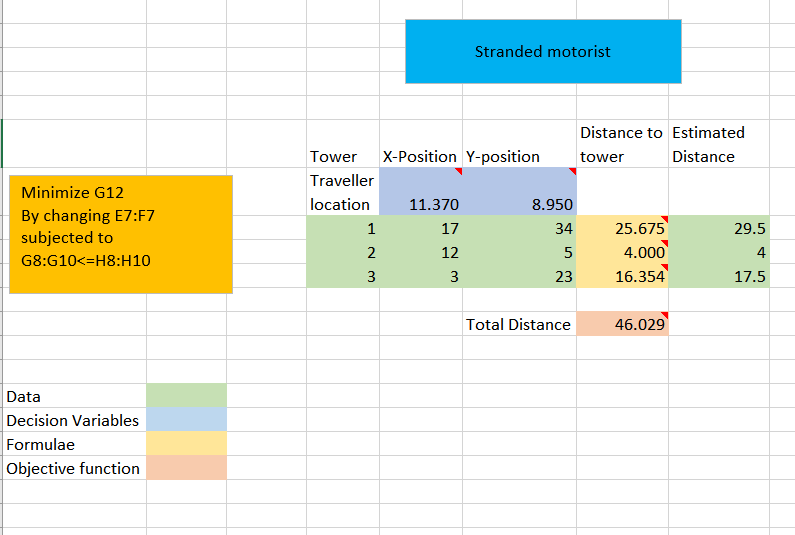 Stranded motorist
Distance to Estimated
Tower X-Position Y-position tower Distance
Traveller
location 11.370 8.950
1 17 34 25.675 29.5
2 12 5 4.000 4
3 3 23 16.354 17.5
Total Distance 46.029
Minimize G12
By changing E7:F7
subjected to
G8:G10<=H8:H10
Data
Decision Variables
Formulae
Objective function